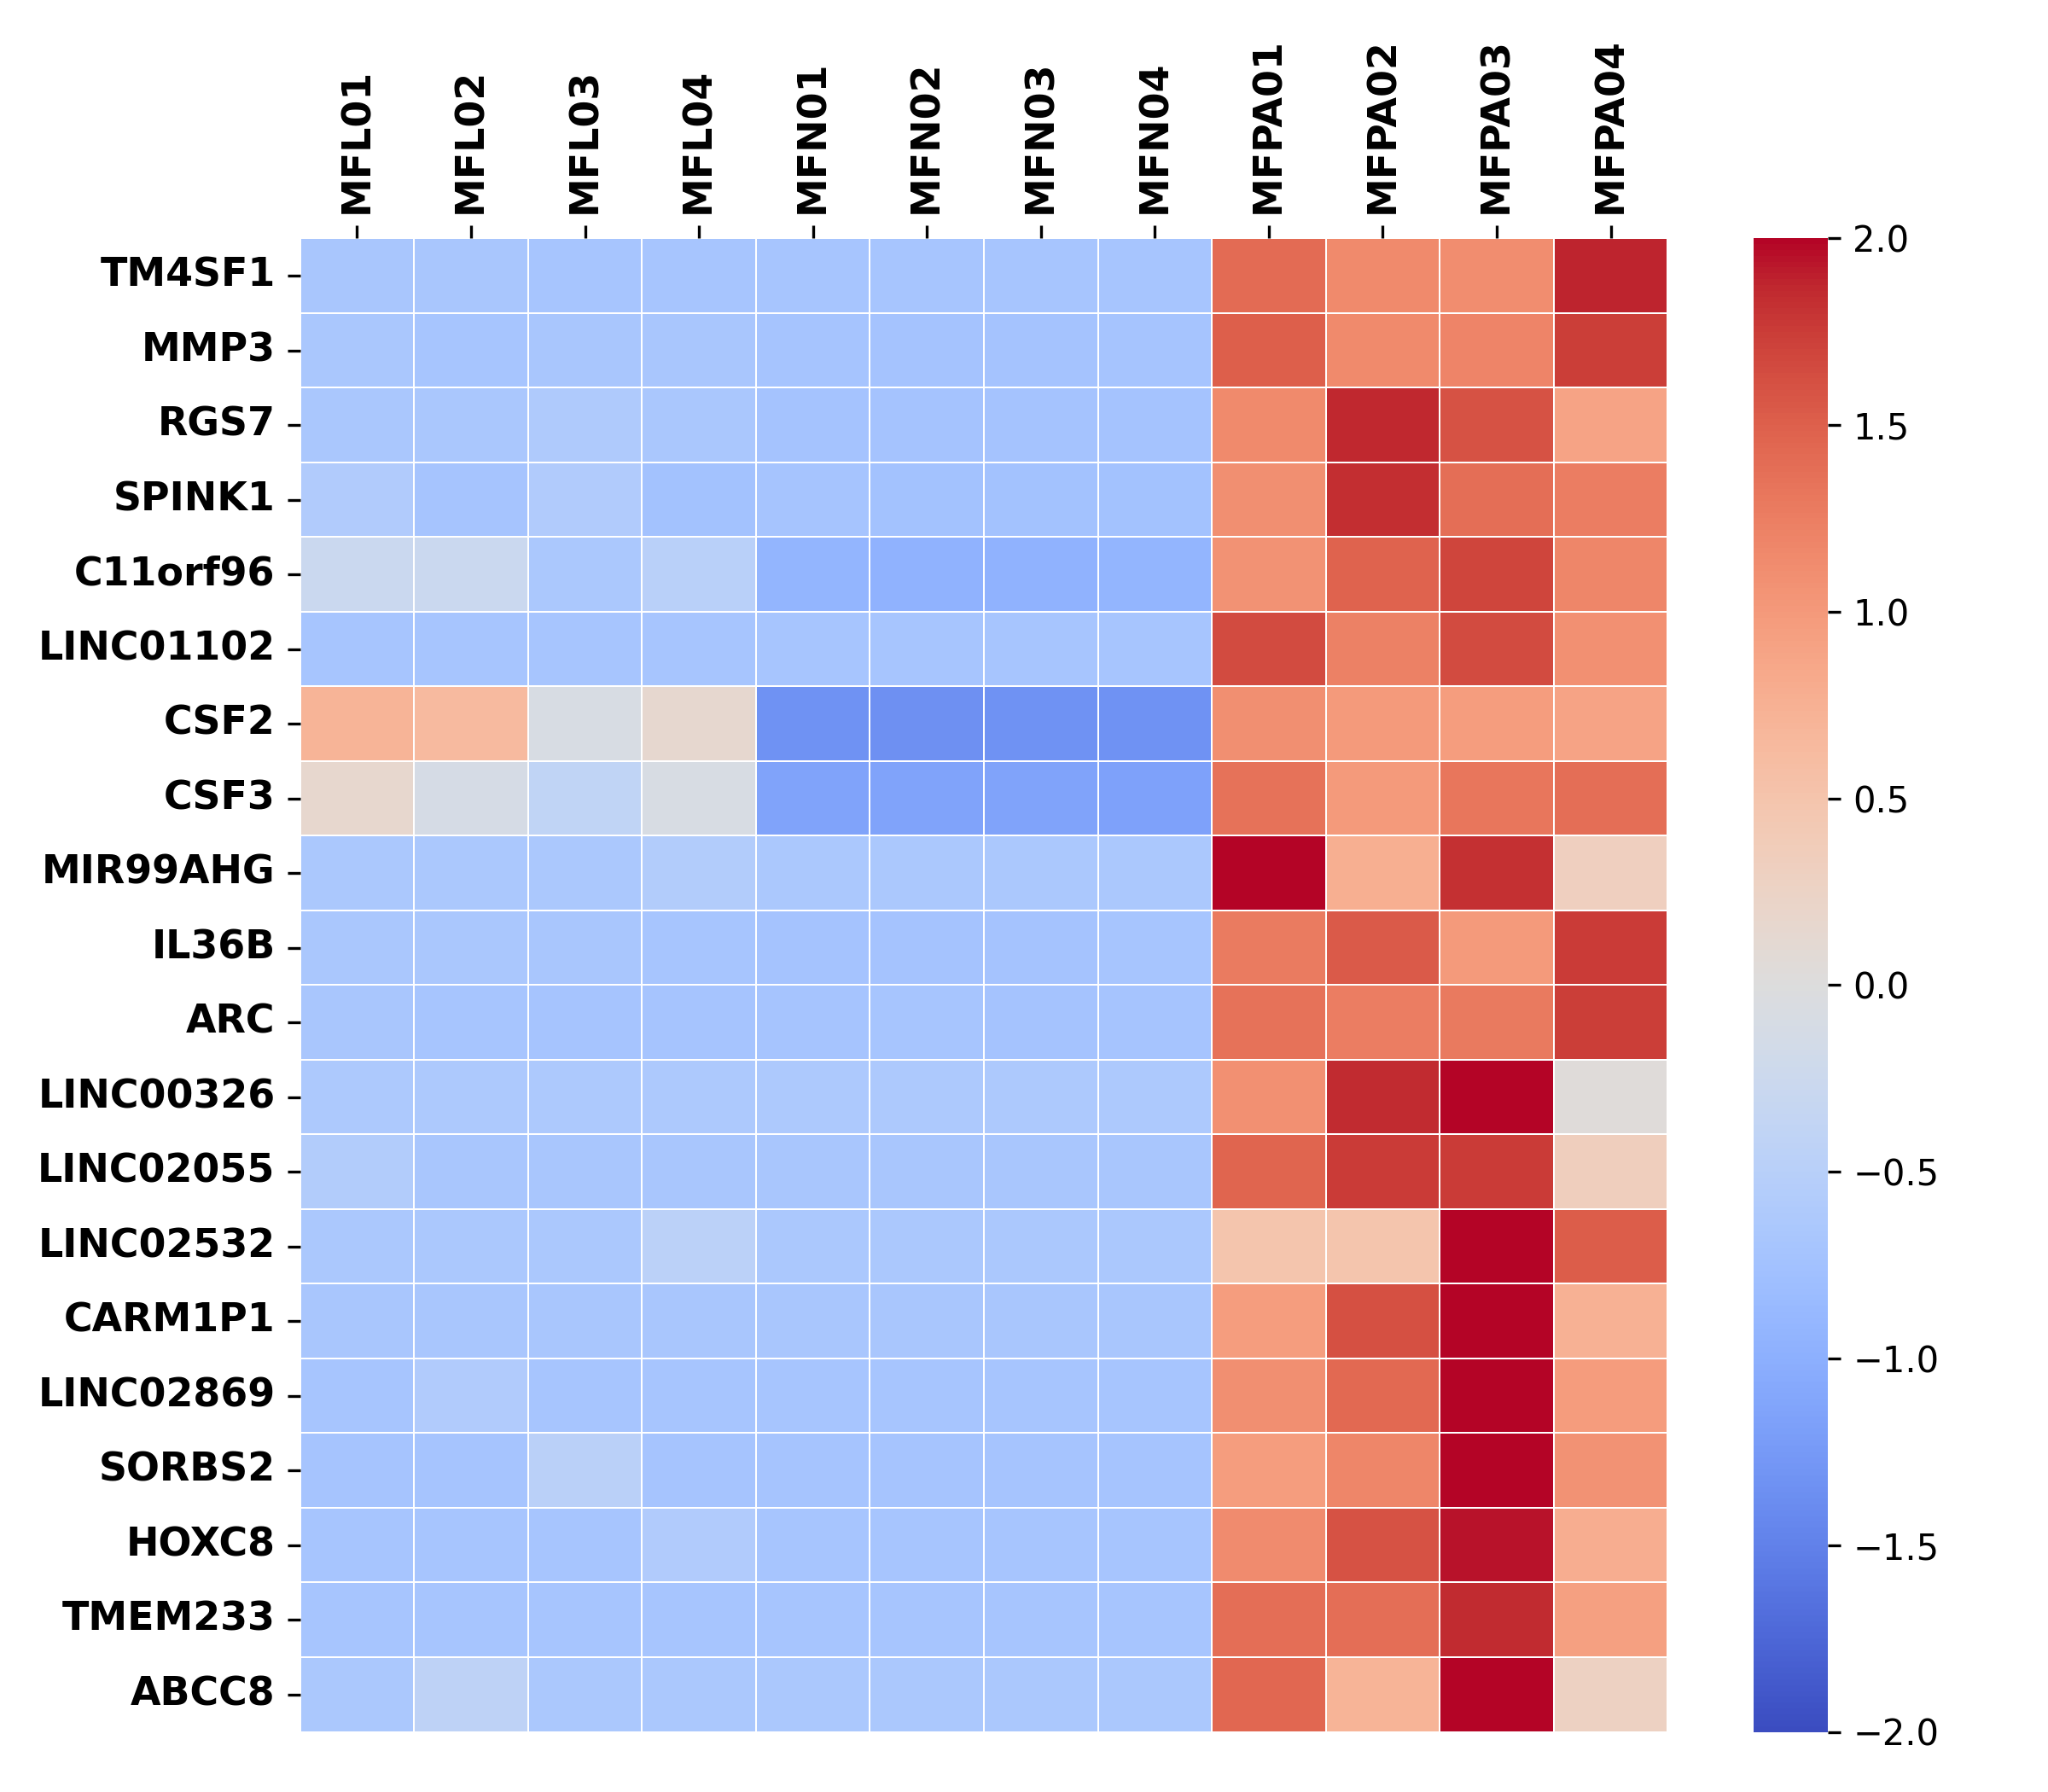 MFL01 MFL02 MFL03 MFL04 MFN01 MFN02 MFN03 MFN04 MFPA01 MFPA02 MFPA03 MFPA04
TM4SF1
MMP3
RGS7
SPINK1
C11orf96
LINC01102
CSF2
CSF3
MIR99AHG
IL36B
ARC
LINC00326
LINC02055
LINC02532
CARM1P1
LINC02869
SORBS2
HOXC8
TMEM233
ABCC8
2.0
1.5
1.0
0.5
0.0
−0.5
−1.0
−1.5
−2.0